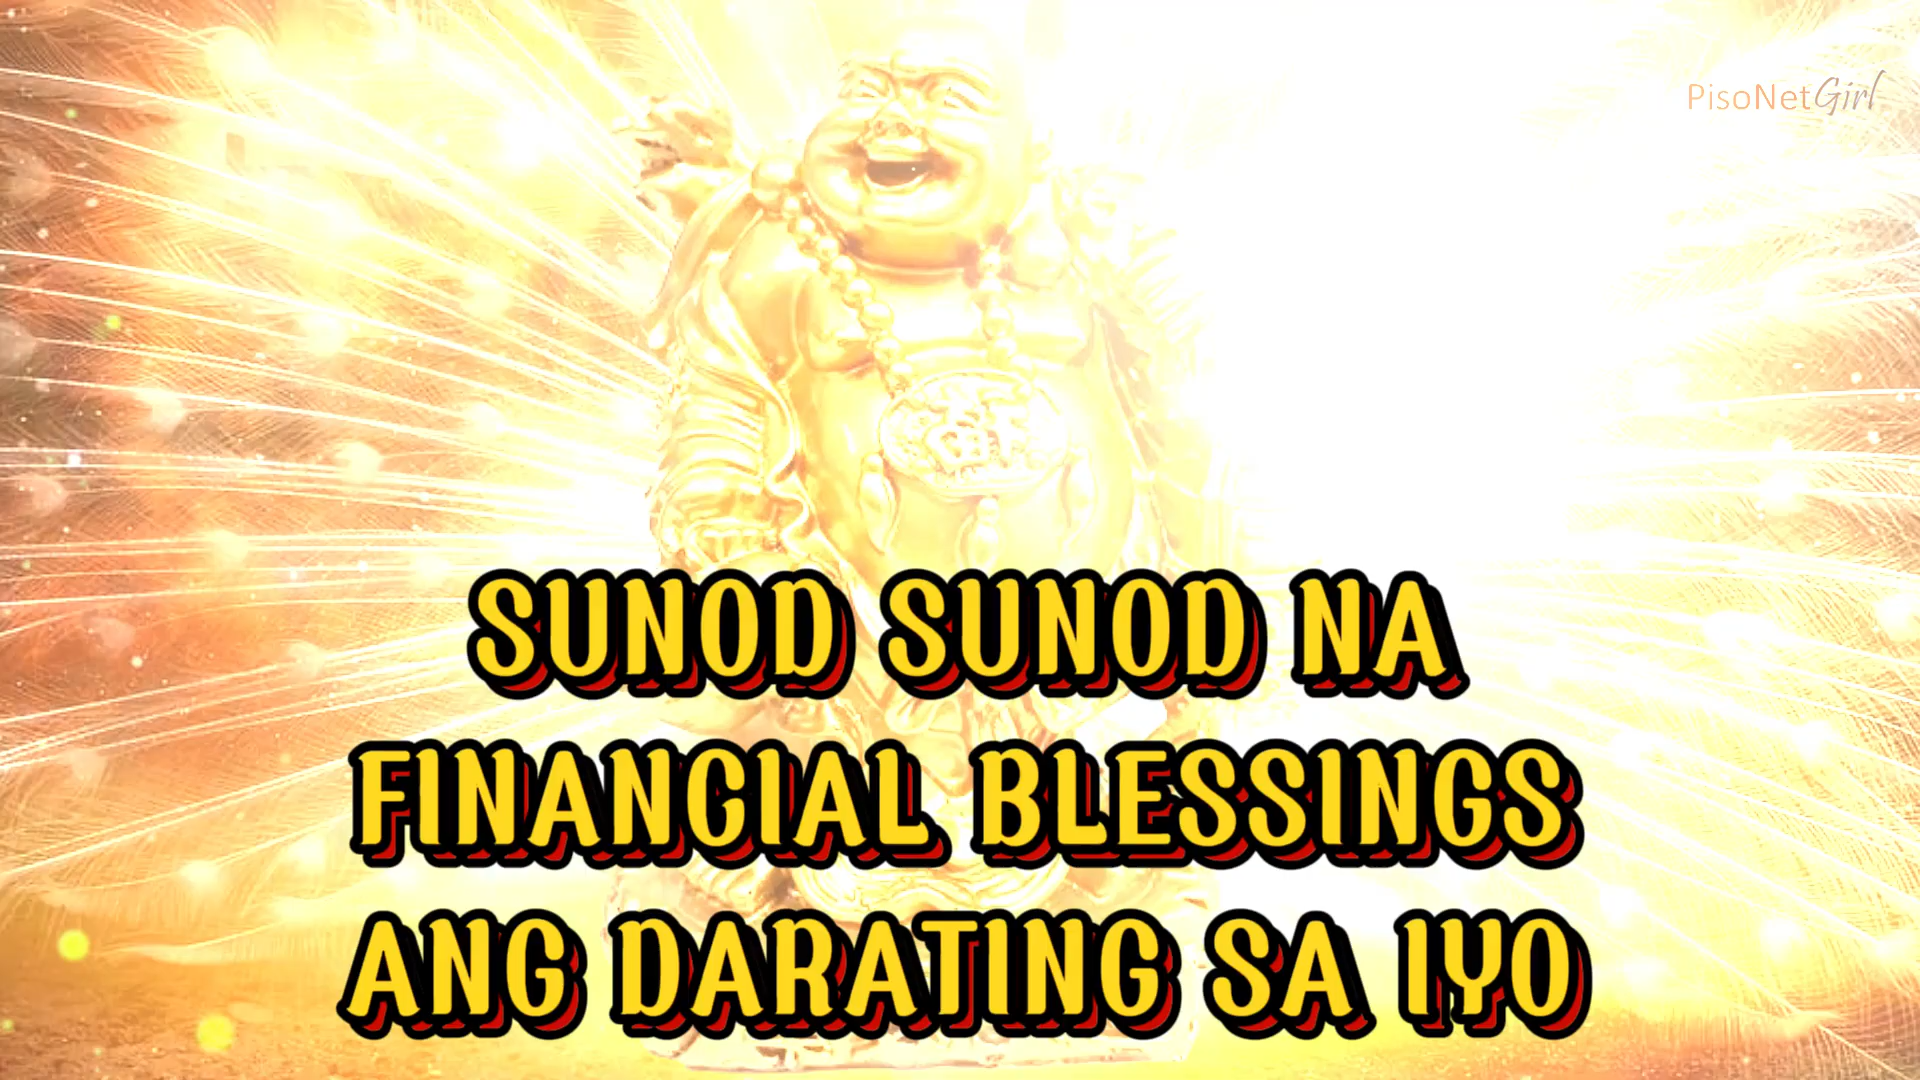 PisoNetGirl
SUNOD SUNOD NA
FINANCIAL BLESSINGS
ANG DARATING SA IYO